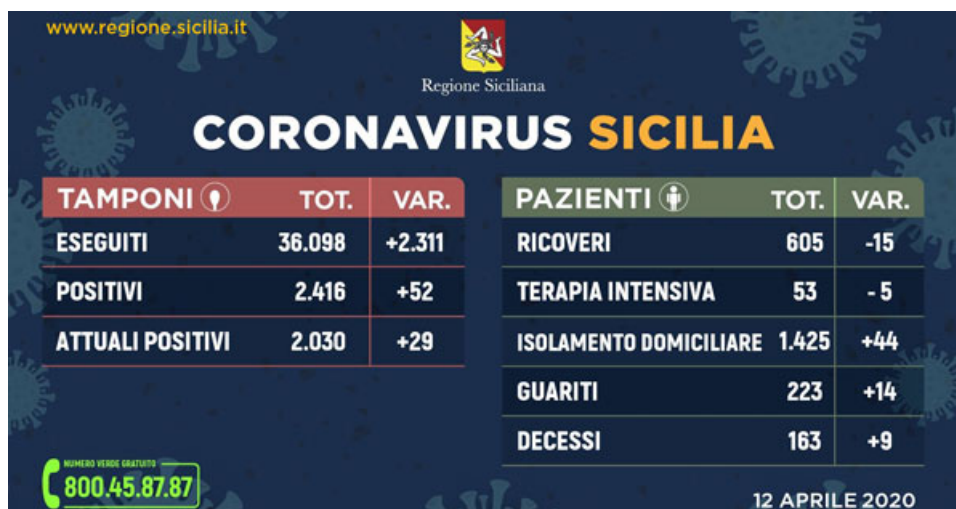 www.regione.sicilia.it
Regione Siciliana
CORONAVIRUS SICILIA
TAMPONI TOT. VAR.
ESEGUITI 36.098 +2.311
POSITIVI 2.416 +52
ATTUALI POSITIVI 2.030 +29
PAZIENTI TOT. VAR.
RICOVERI 605 -15
TERAPIA INTENSIVA 53 - 5
ISOLAMENTO DOMICILIARE 1.425 +44
GUARITI 223 +14
DECESSI 163 +9
NUMERO VERDE GRATUITO
800.45.87.87
12 APRILE 2020